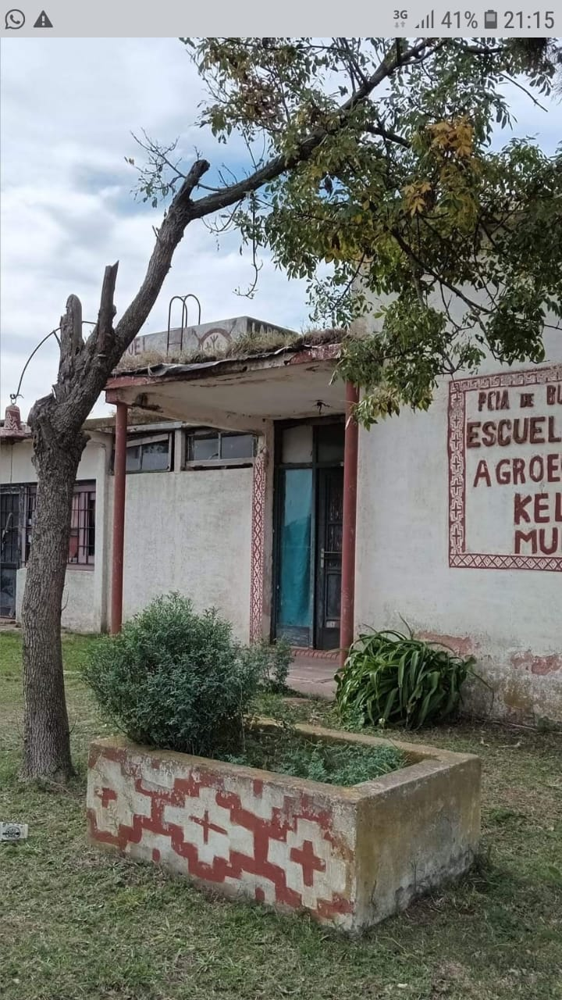 3G 41% 21:15
PCIA DE BU
ESCUEL
AGROE
KEL
MU